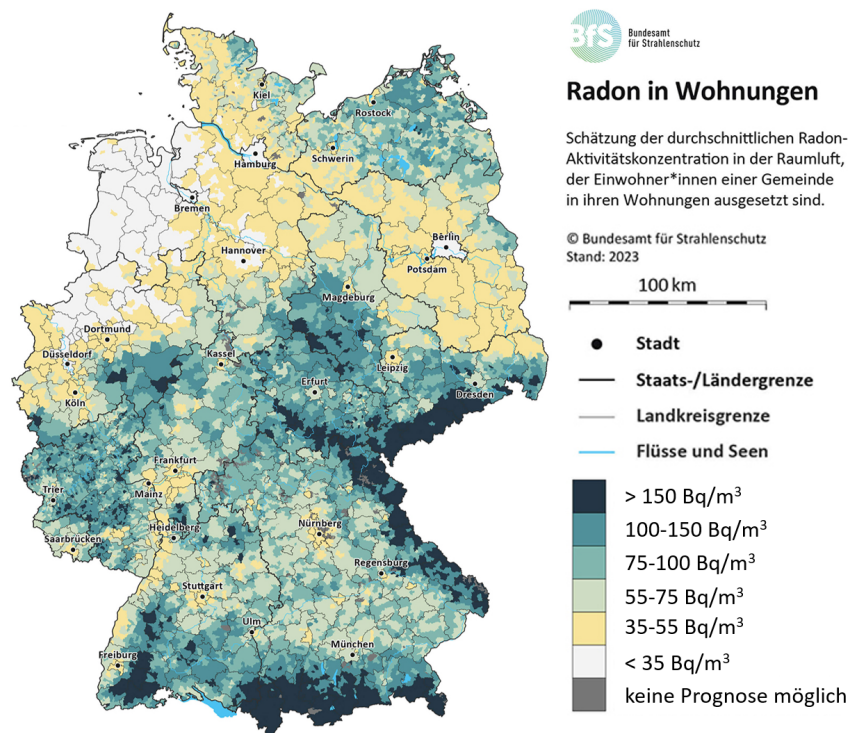 BfS
Bundesamt
für Strahlenschutz
Radon in Wohnungen
Schätzung der durchschnittlichen Radon-
Aktivitätskonzentration in der Raumluft,
der Einwohner*innen einer Gemeinde
in ihren Wohnungen ausgesetzt sind.
© Bundesamt für Strahlenschutz
Stand: 2023
100 km
Stadt
Staats-/Ländergrenze
Landkreisgrenze
Flüsse und Seen
> 150 Bq/m³
100-150 Bq/m³
75-100 Bq/m³
55-75 Bq/m³
35-55 Bq/m³
< 35 Bq/m³
keine Prognose möglich
Kiel
Rostock
Hamburg
Schwerin
Bremen
Berlin
Hannover
Potsdam
Magdeburg
Dortmund
Düsseldorf
Kassel
Leipzig
Köln
Erfurt
Dresden
Frankfurt
Trier
Mainz
Heidelberg
Nürnberg
Saarbrücken
Regensburg
Stuttgart
Ulm
München
Freiburg